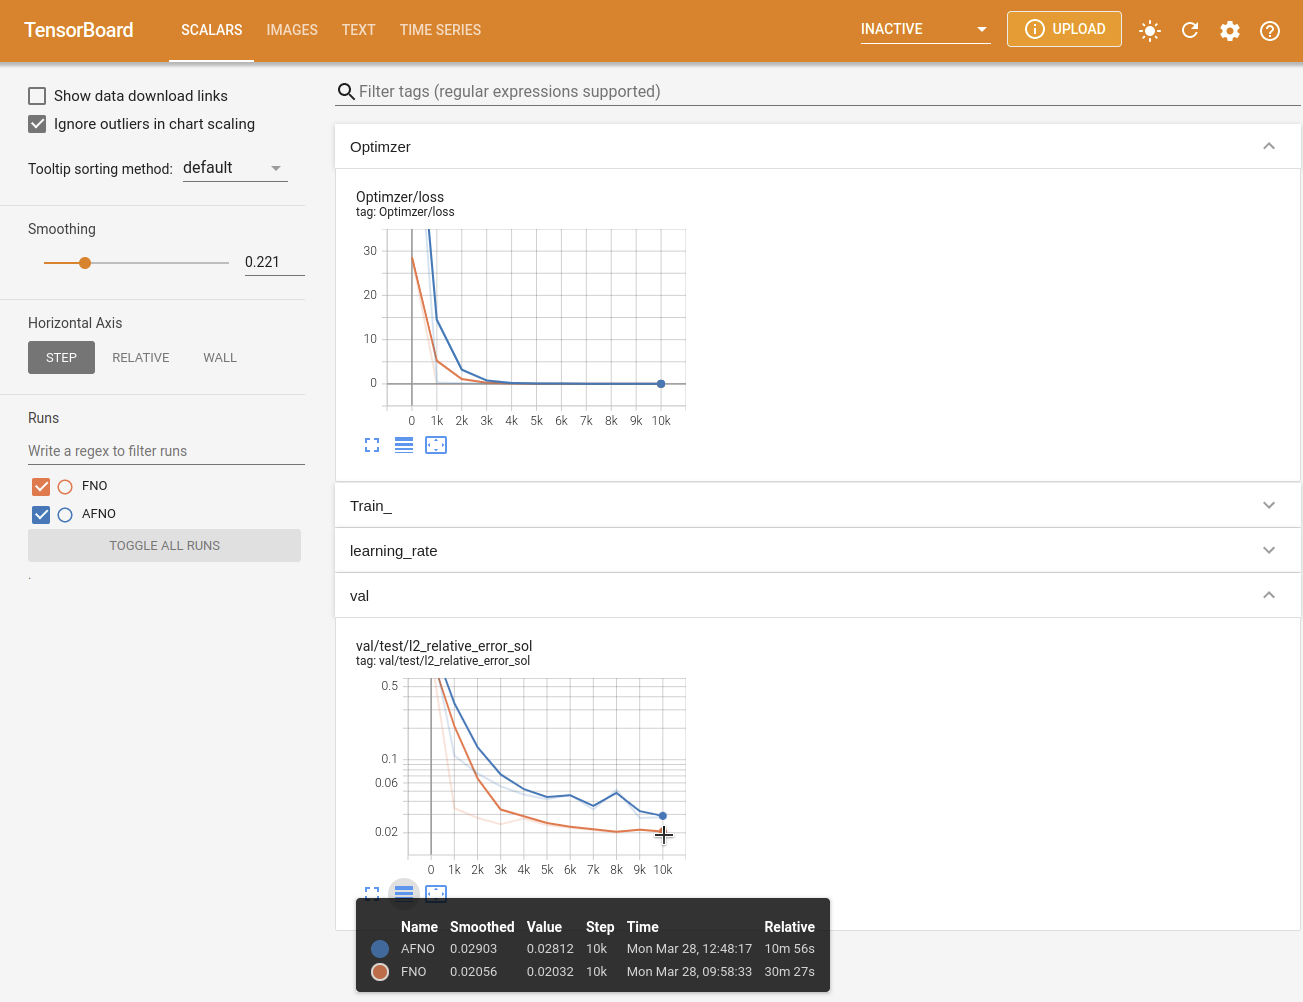 TensorBoard SCALARS IMAGES TEXT TIME SERIES INACTIVE UPLOAD
Show data download links
Ignore outliers in chart scaling
Tooltip sorting method: default
Smoothing
0.221
Horizontal Axis
STEP RELATIVE WALL
Runs
Write a regex to filter runs
FNO
AFNO
TOGGLE ALL RUNS
.
Filter tags (regular expressions supported)
Optimzer
Optimzer/loss
tag: Optimzer/loss
30
20
10
0
0 1k 2k 3k 4k 5k 6k 7k 8k 9k 10k
Train_
learning_rate
val
val/test/l2_relative_error_sol
tag: val/test/l2_relative_error_sol
0.5
0.1
0.06
0.02
0 1k 2k 3k 4k 5k 6k 7k 8k 9k 10k
Name Smoothed Value Step Time Relative
AFNO 0.02903 0.02812 10k Mon Mar 28, 12:48:17 10m 56s
FNO 0.02056 0.02032 10k Mon Mar 28, 09:58:33 30m 27s